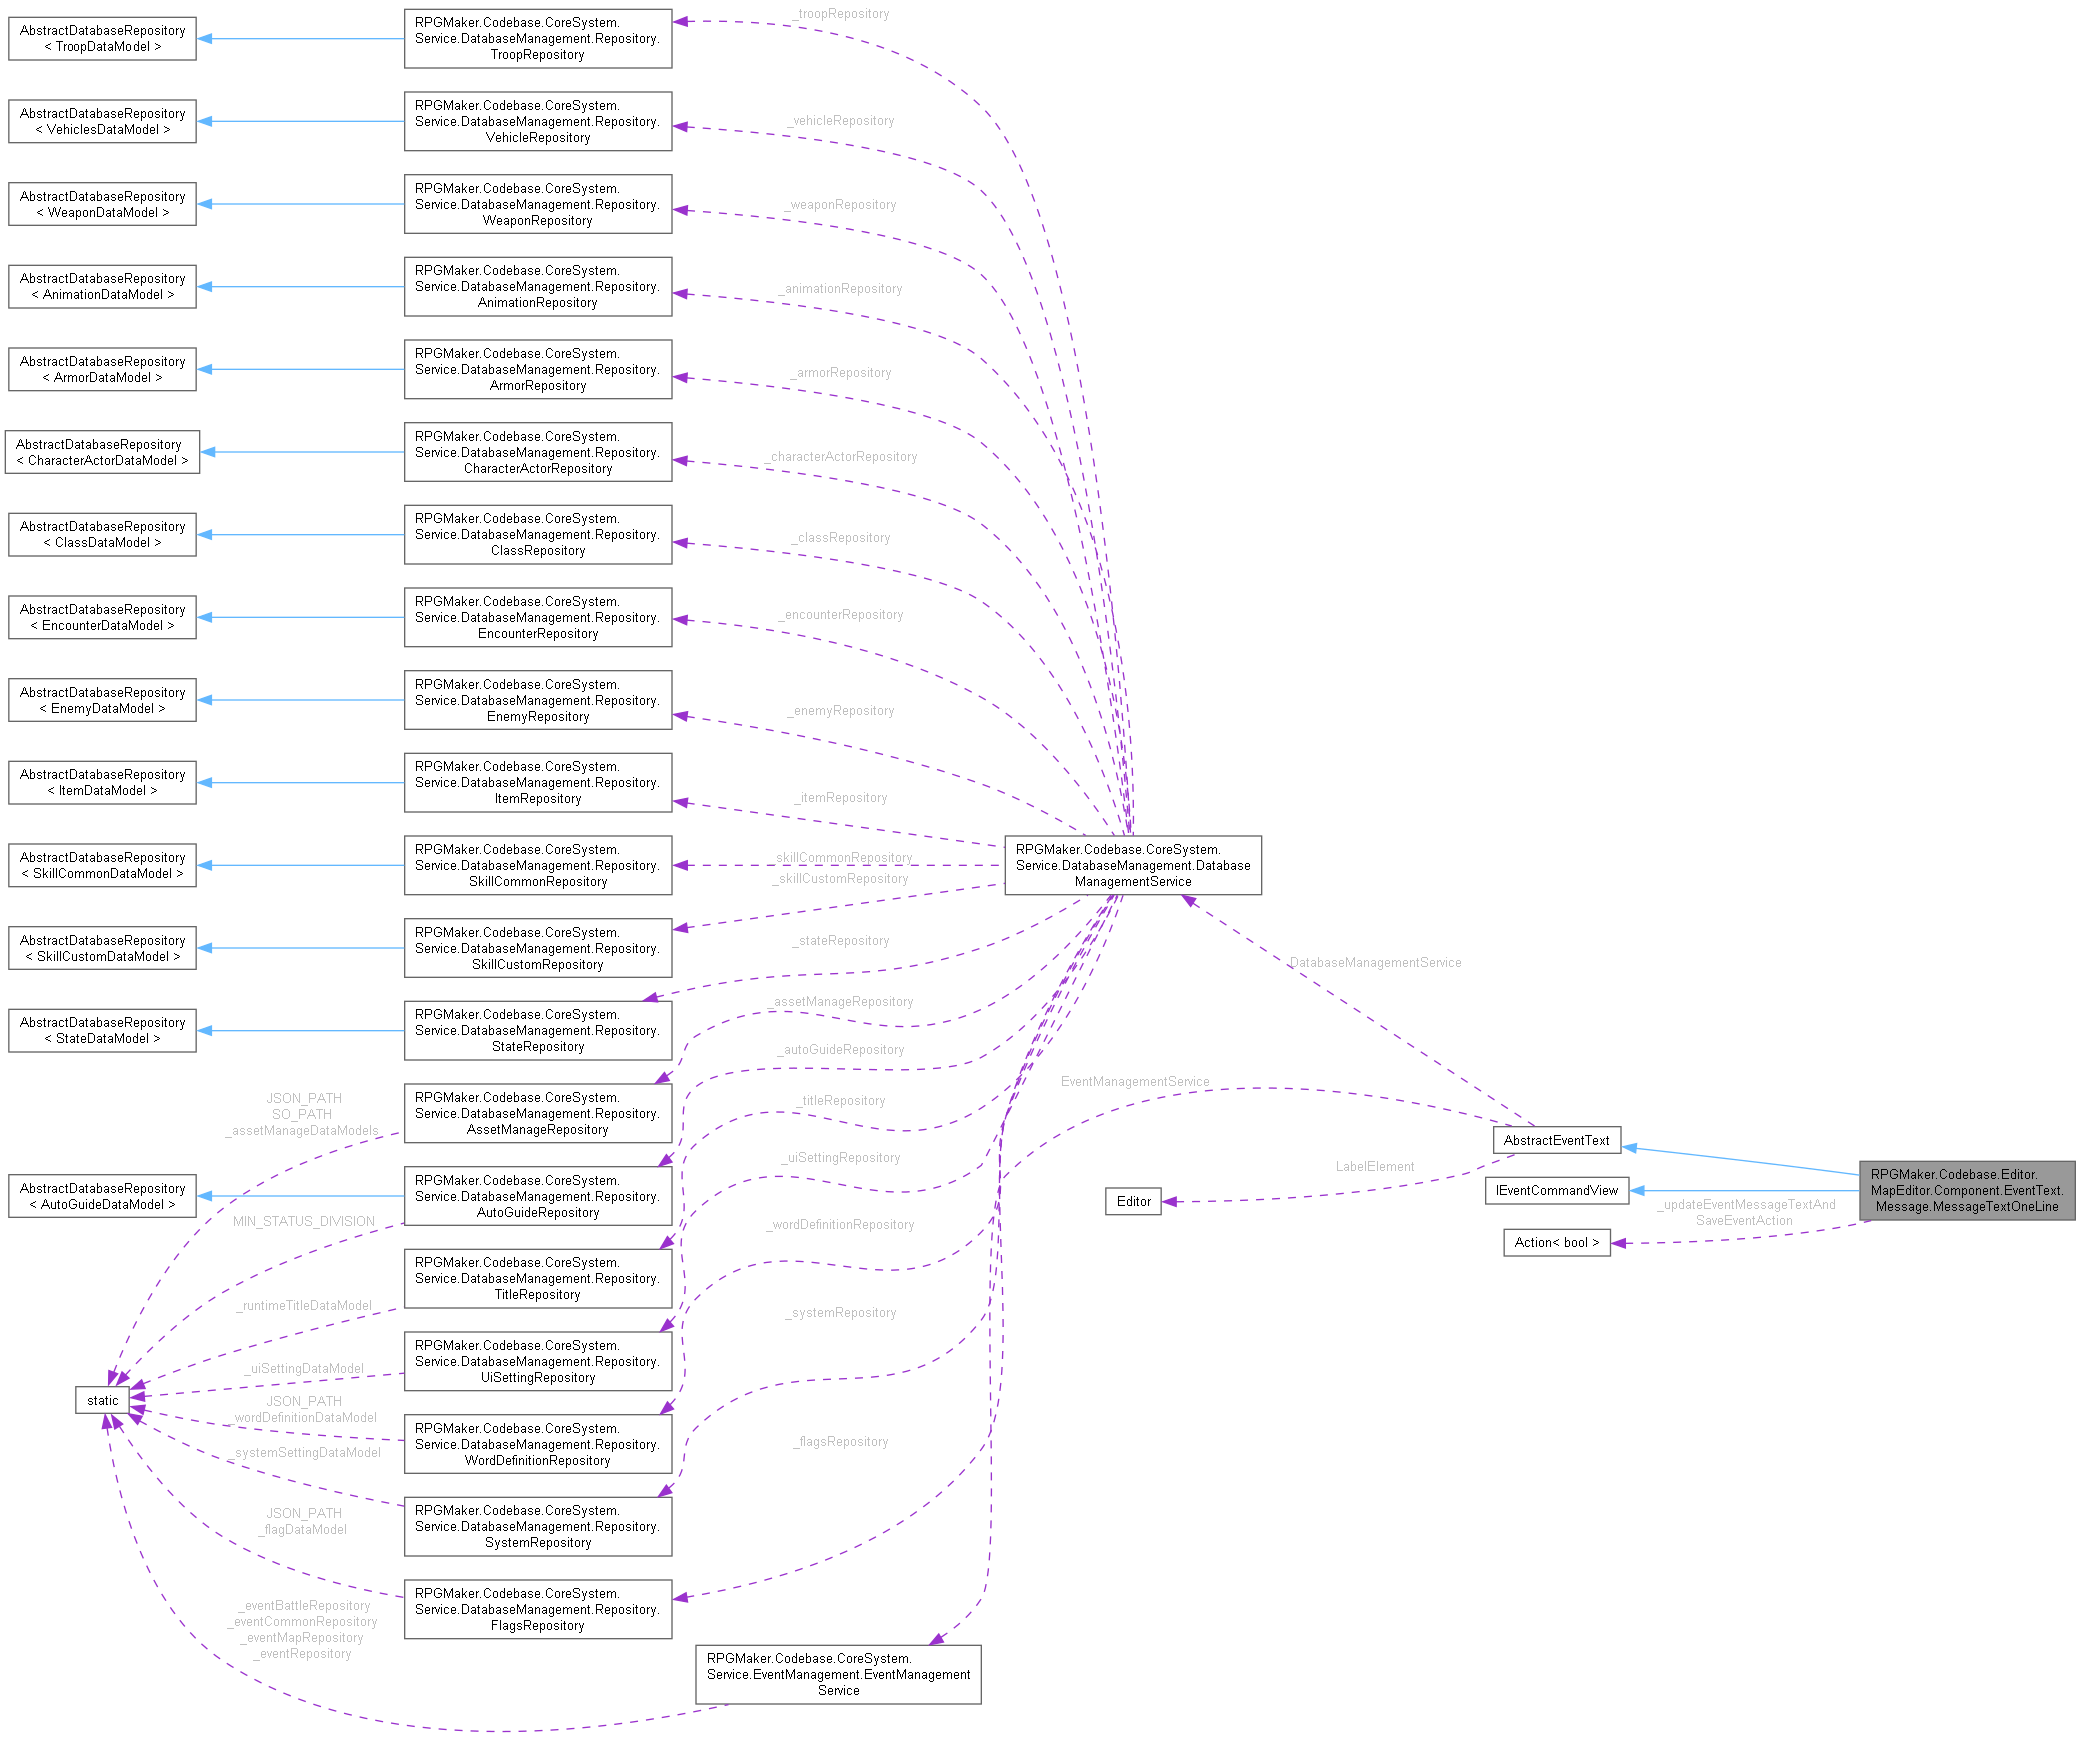 AbstractDatabaseRepository
< TroopDataModel >
RPGMaker.Codebase.CoreSystem.
Service.DatabaseManagement.Repository.
TroopRepository
_troopRepository
AbstractDatabaseRepository
< VehiclesDataModel >
RPGMaker.Codebase.CoreSystem.
Service.DatabaseManagement.Repository.
VehicleRepository
_vehicleRepository
AbstractDatabaseRepository
< WeaponDataModel >
RPGMaker.Codebase.CoreSystem.
Service.DatabaseManagement.Repository.
WeaponRepository
_weaponRepository
AbstractDatabaseRepository
< AnimationDataModel >
RPGMaker.Codebase.CoreSystem.
Service.DatabaseManagement.Repository.
AnimationRepository
_animationRepository
AbstractDatabaseRepository
< ArmorDataModel >
RPGMaker.Codebase.CoreSystem.
Service.DatabaseManagement.Repository.
ArmorRepository
_armorRepository
AbstractDatabaseRepository
< CharacterActorDataModel >
RPGMaker.Codebase.CoreSystem.
Service.DatabaseManagement.Repository.
CharacterActorRepository
_characterActorRepository
AbstractDatabaseRepository
< ClassDataModel >
RPGMaker.Codebase.CoreSystem.
Service.DatabaseManagement.Repository.
ClassRepository
_classRepository
AbstractDatabaseRepository
< EncounterDataModel >
RPGMaker.Codebase.CoreSystem.
Service.DatabaseManagement.Repository.
EncounterRepository
_encounterRepository
AbstractDatabaseRepository
< EnemyDataModel >
RPGMaker.Codebase.CoreSystem.
Service.DatabaseManagement.Repository.
EnemyRepository
_enemyRepository
AbstractDatabaseRepository
< ItemDataModel >
RPGMaker.Codebase.CoreSystem.
Service.DatabaseManagement.Repository.
ItemRepository
_itemRepository
AbstractDatabaseRepository
< SkillCommonDataModel >
RPGMaker.Codebase.CoreSystem.
Service.DatabaseManagement.Repository.
SkillCommonRepository
_skillCommonRepository
_skillCustomRepository
RPGMaker.Codebase.CoreSystem.
Service.DatabaseManagement.Database
ManagementService
AbstractDatabaseRepository
< SkillCustomDataModel >
RPGMaker.Codebase.CoreSystem.
Service.DatabaseManagement.Repository.
SkillCustomRepository
_stateRepository
DatabaseManagementService
AbstractDatabaseRepository
< StateDataModel >
RPGMaker.Codebase.CoreSystem.
Service.DatabaseManagement.Repository.
StateRepository
_assetManageRepository
_autoGuideRepository
JSON_PATH
SO_PATH
_assetManageDataModels
RPGMaker.Codebase.CoreSystem.
Service.DatabaseManagement.Repository.
AssetManageRepository
_titleRepository
EventManagementService
AbstractEventText
LabelElement
IEventCommandView
Editor
RPGMaker.Codebase.Editor.
MapEditor.Component.EventText.
Message.MessageTextOneLine
_updateEventMessageTextAnd
SaveEventAction
Action< bool >
AbstractDatabaseRepository
< AutoGuideDataModel >
RPGMaker.Codebase.CoreSystem.
Service.DatabaseManagement.Repository.
AutoGuideRepository
_uiSettingRepository
MIN_STATUS_DIVISION
_wordDefinitionRepository
RPGMaker.Codebase.CoreSystem.
Service.DatabaseManagement.Repository.
TitleRepository
_runtimeTitleDataModel
_systemRepository
RPGMaker.Codebase.CoreSystem.
Service.DatabaseManagement.Repository.
UiSettingRepository
_uiSettingDataModel
static
JSON_PATH
_wordDefinitionDataModel
RPGMaker.Codebase.CoreSystem.
Service.DatabaseManagement.Repository.
WordDefinitionRepository
_flagsRepository
_systemSettingDataModel
RPGMaker.Codebase.CoreSystem.
Service.DatabaseManagement.Repository.
SystemRepository
JSON_PATH
_flagDataModel
RPGMaker.Codebase.CoreSystem.
Service.DatabaseManagement.Repository.
FlagsRepository
_eventBattleRepository
_eventCommonRepository
_eventMapRepository
_eventRepository
RPGMaker.Codebase.CoreSystem.
Service.EventManagement.EventManagement
Service